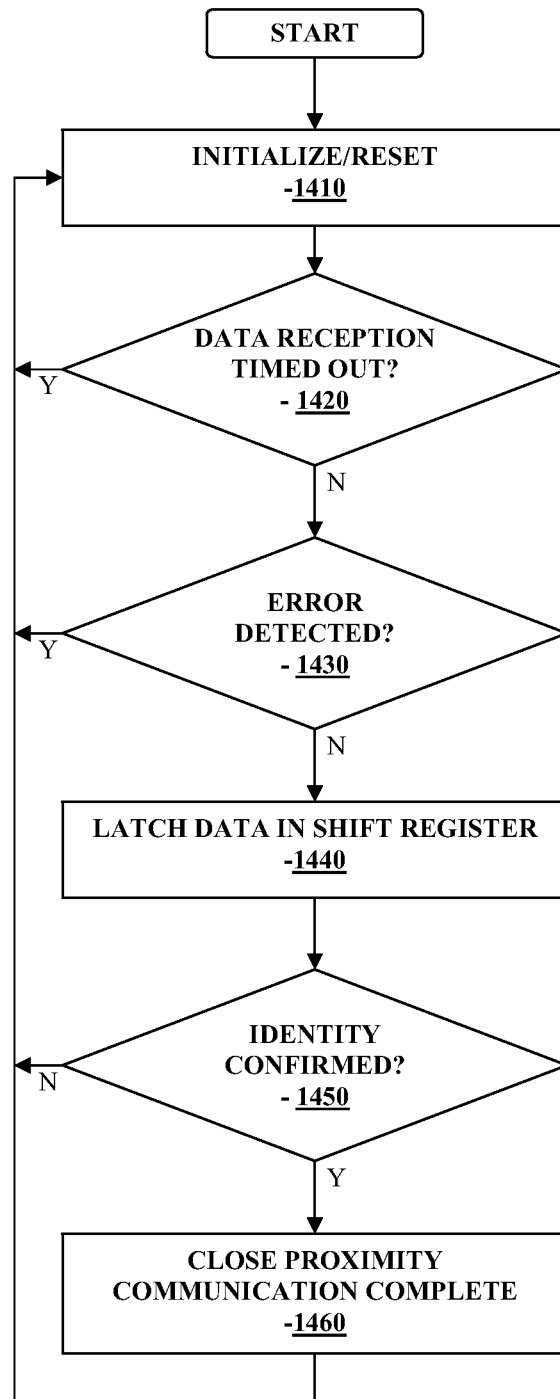 START
INITIALIZE/RESET
-1410
DATA RECEPTION
TIMED OUT?
- 1420
Y
N
ERROR
DETECTED?
- 1430
Y
N
LATCH DATA IN SHIFT REGISTER
-1440
IDENTITY
CONFIRMED?
- 1450
N
Y
CLOSE PROXIMITY
COMMUNICATION COMPLETE
-1460